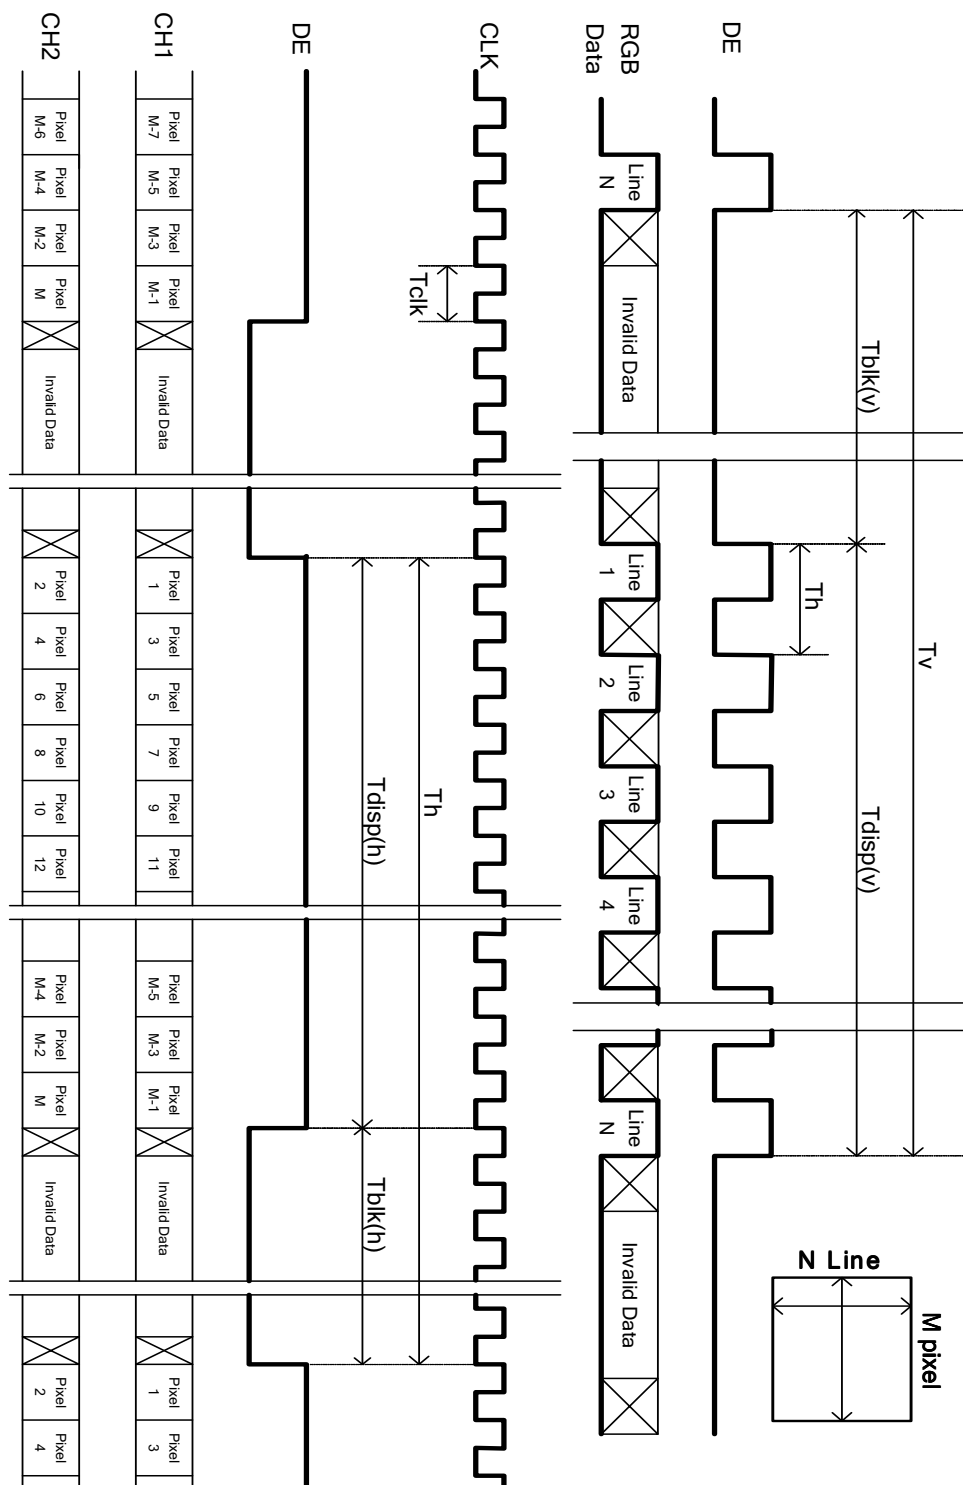 DE
RGB
Data
Line
N
Invalid Data
Line
1
Line
2
Line
3
Line
4
Line
N
Invalid Data
Tv
Tblk(v)
Tdisp(v)
Th
N Line
M pixel
CLK
Tclk
DE
Th
Tdisp(h)
Tblk(h)
CH1
Pixel
M-7
Pixel
M-5
Pixel
M-3
Pixel
M-1
Invalid Data
Pixel
1
Pixel
3
Pixel
5
Pixel
7
Pixel
9
Pixel
11
Pixel
M-5
Pixel
M-3
Pixel
M-1
Invalid Data
Pixel
1
Pixel
3
CH2
Pixel
M-6
Pixel
M-4
Pixel
M-2
Pixel
M
Invalid Data
Pixel
2
Pixel
4
Pixel
6
Pixel
8
Pixel
10
Pixel
12
Pixel
M-4
Pixel
M-2
Pixel
M
Invalid Data
Pixel
2
Pixel
4